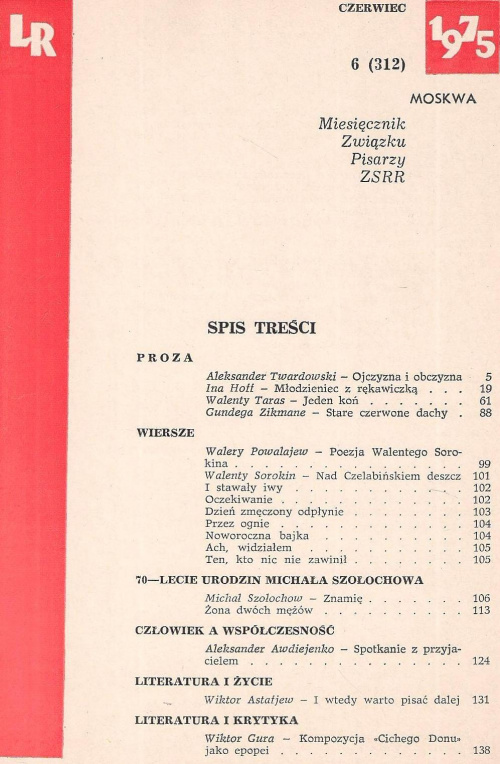 LR
CZERWIEC
1975
6 (312)
MOSKWA
Miesięcznik
Związku
Pisarzy
ZSRR
SPIS TREŚCI
PROZA
Aleksander Twardowski – Ojczyzna i obczyzna 5
Ina Hoff – Młodzieniec z rękawiczką . . . 19
Walenty Taras – Jeden koń . . . . . . . 61
Gundega Zikmane – Stare czerwone dachy . 88
WIERSZE
Walery Powalajew – Poezja Walentego Soro-
kina . . . . . . . . . . . . . . . . . 99
Walenty Sorokin – Nad Czelabińskiem deszcz 101
I stawały iwy . . . . . . . . . . . . . 102
Oczekiwanie . . . . . . . . . . . . . . 102
Dzień zmęczony odpłynie . . . . . . . . 103
Przez ognie . . . . . . . . . . . . . . 104
Noworoczna bajka . . . . . . . . . . . 104
Ach, widziałem . . . . . . . . . . . . 105
Ten, kto nic nie zawinił . . . . . . . . 105
70—LECIE URODZIN MICHAŁA SZOŁOCHOWA
Michał Szołochow – Znamię . . . . . . . 106
Żona dwóch mężów . . . . . . . . . . 113
CZŁOWIEK A WSPÓŁCZESNOŚĆ
Aleksander Awdiejenko – Spotkanie z przyja-
cielem . . . . . . . . . . . . . . . . 124
LITERATURA I ŻYCIE
Wiktor Astafjew – I wtedy warto pisać dalej 131
LITERATURA I KRYTYKA
Wiktor Gura – Kompozycja «Cichego Donu»
jako epopei . . . . . . . . . . . . . 138